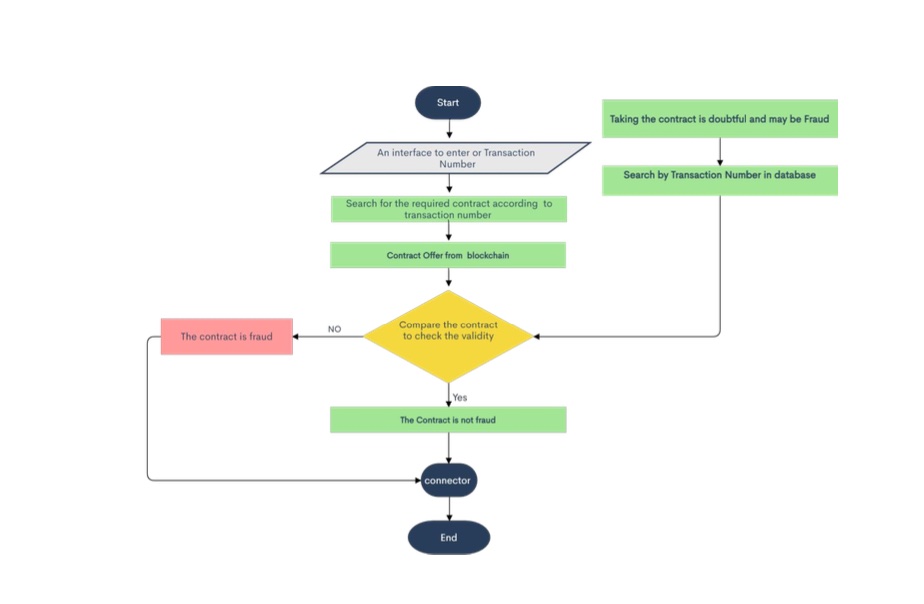 Start
Taking the contract is doubtful and may be Fraud
An interface to enter or Transaction
Number
Search by Transaction Number in database
Search for the required contract according to
transaction number
Contract Offer from blockchain
Compare the contract
to check the validity
NO
The contract is fraud
Yes
The Contract is not fraud
connector
End